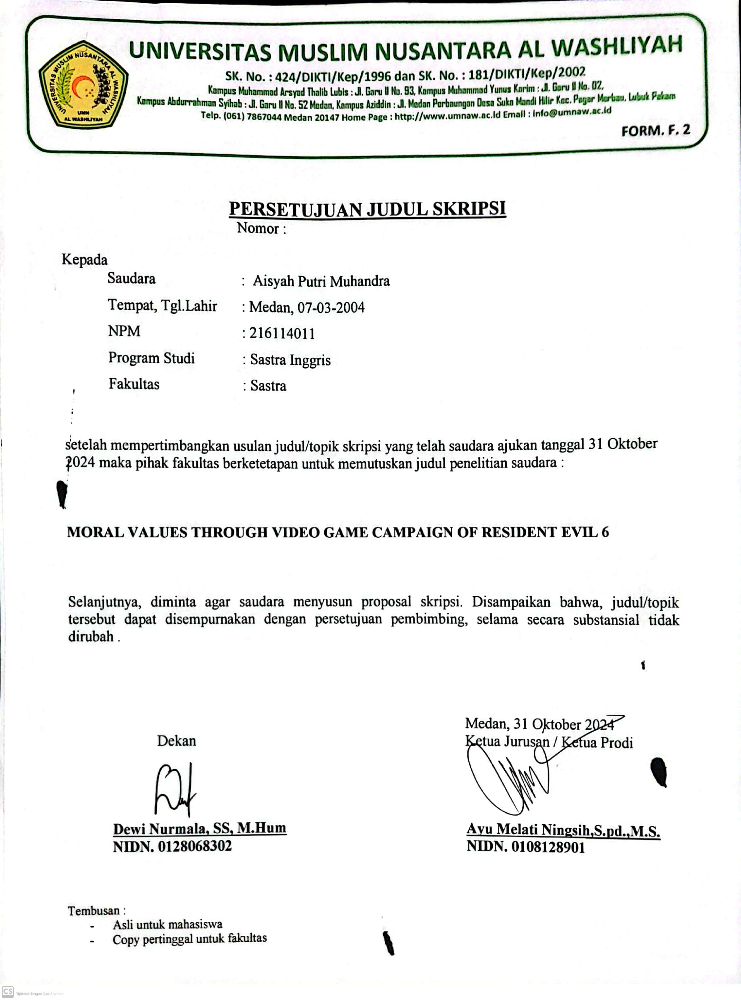 UNIVERSITAS MUSLIM NUSANTARA AL WASHLIYAH
SK. No. : 424/DIKTI/Kep/1996 dan SK. No. : 181/DIKTI/Kep/2002
Kampus Muhammad Arsyad Thalib Lubis : Jl. Garu II No. 93, Kampus Muhammad Yunus Karim : Jl. Garu II No. 02,
Kampus Abdurrahman Syihab : Jl. Garu II No. 52 Medan, Kampus Aziddin : Jl. Medan Perbaungan Desa Suka Mandi Hilir Kec. Pagar Merbau, Lubuk Pakam
Telp. (061) 7867044 Medan 20147 Home Page : http://www.umnaw.ac.id Email : info@umnaw.ac.id
FORM. F. 2
UNIVERSITAS MUSLIM NUSANTARA AL WASHLIYAH
UMN
AL WASHLIYAH
PERSETUJUAN JUDUL SKRIPSI
Nomor :
Kepada
Saudara : Aisyah Putri Muhandra
Tempat, Tgl.Lahir : Medan, 07-03-2004
NPM : 216114011
Program Studi : Sastra Inggris
Fakultas : Sastra
setelah mempertimbangkan usulan judul/topik skripsi yang telah saudara ajukan tanggal 31 Oktober
2024 maka pihak fakultas berketetapan untuk memutuskan judul penelitian saudara :
MORAL VALUES THROUGH VIDEO GAME CAMPAIGN OF RESIDENT EVIL 6
Selanjutnya, diminta agar saudara menyusun proposal skripsi. Disampaikan bahwa, judul/topik
tersebut dapat disempurnakan dengan persetujuan pembimbing, selama secara substansial tidak
dirubah .
Medan, 31 Oktober 2024
Dekan
Ketua Jurusan / Ketua Prodi
Dewi Nurmala, SS, M.Hum
NIDN. 0128068302
Ayu Melati Ningsih,S.pd.,M.S.
NIDN. 0108128901
Tembusan :
- Asli untuk mahasiswa
- Copy pertinggal untuk fakultas
CS Dipindai dengan CamScanner